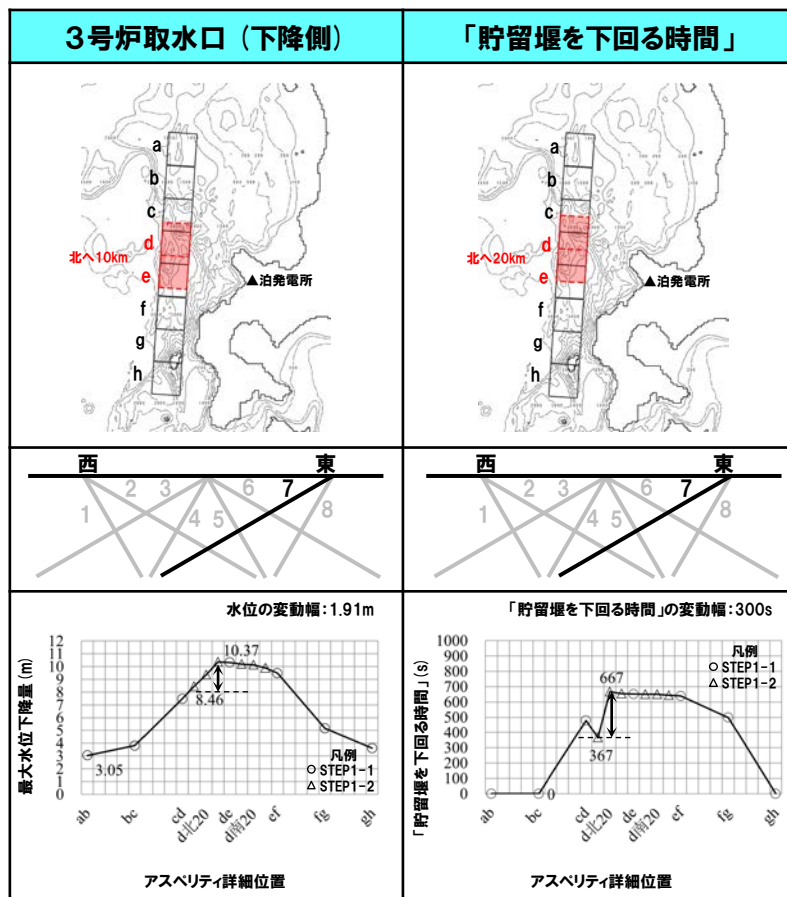 3号炉取水口（下降側）
「貯留堰を下回る時間」
a
b
c
d
北へ10km
e
▲泊発電所
f
g
h
a
b
c
d
北へ20km
e
▲泊発電所
f
g
h
西 東
1 2 3 4 5 6 7 8
西 東
1 2 3 4 5 6 7 8
水位の変動幅：1.91m
最大水位下降量(m)
12
11
10
9
8
7
6
5
4
3
2
1
0
10.37
8.46
3.05
凡例
○ STEP1-1
△ STEP1-2
ab bc cd d北20 de d南20 ef fg gh
アスペリティ詳細位置
「貯留堰を下回る時間」の変動幅：300s
「貯留堰を下回る時間」(s)
1000
900
800
700
600
500
400
300
200
100
0
667
367
0
凡例
○ STEP1-1
△ STEP1-2
ab bc cd d北20 de d南20 ef fg gh
アスペリティ詳細位置